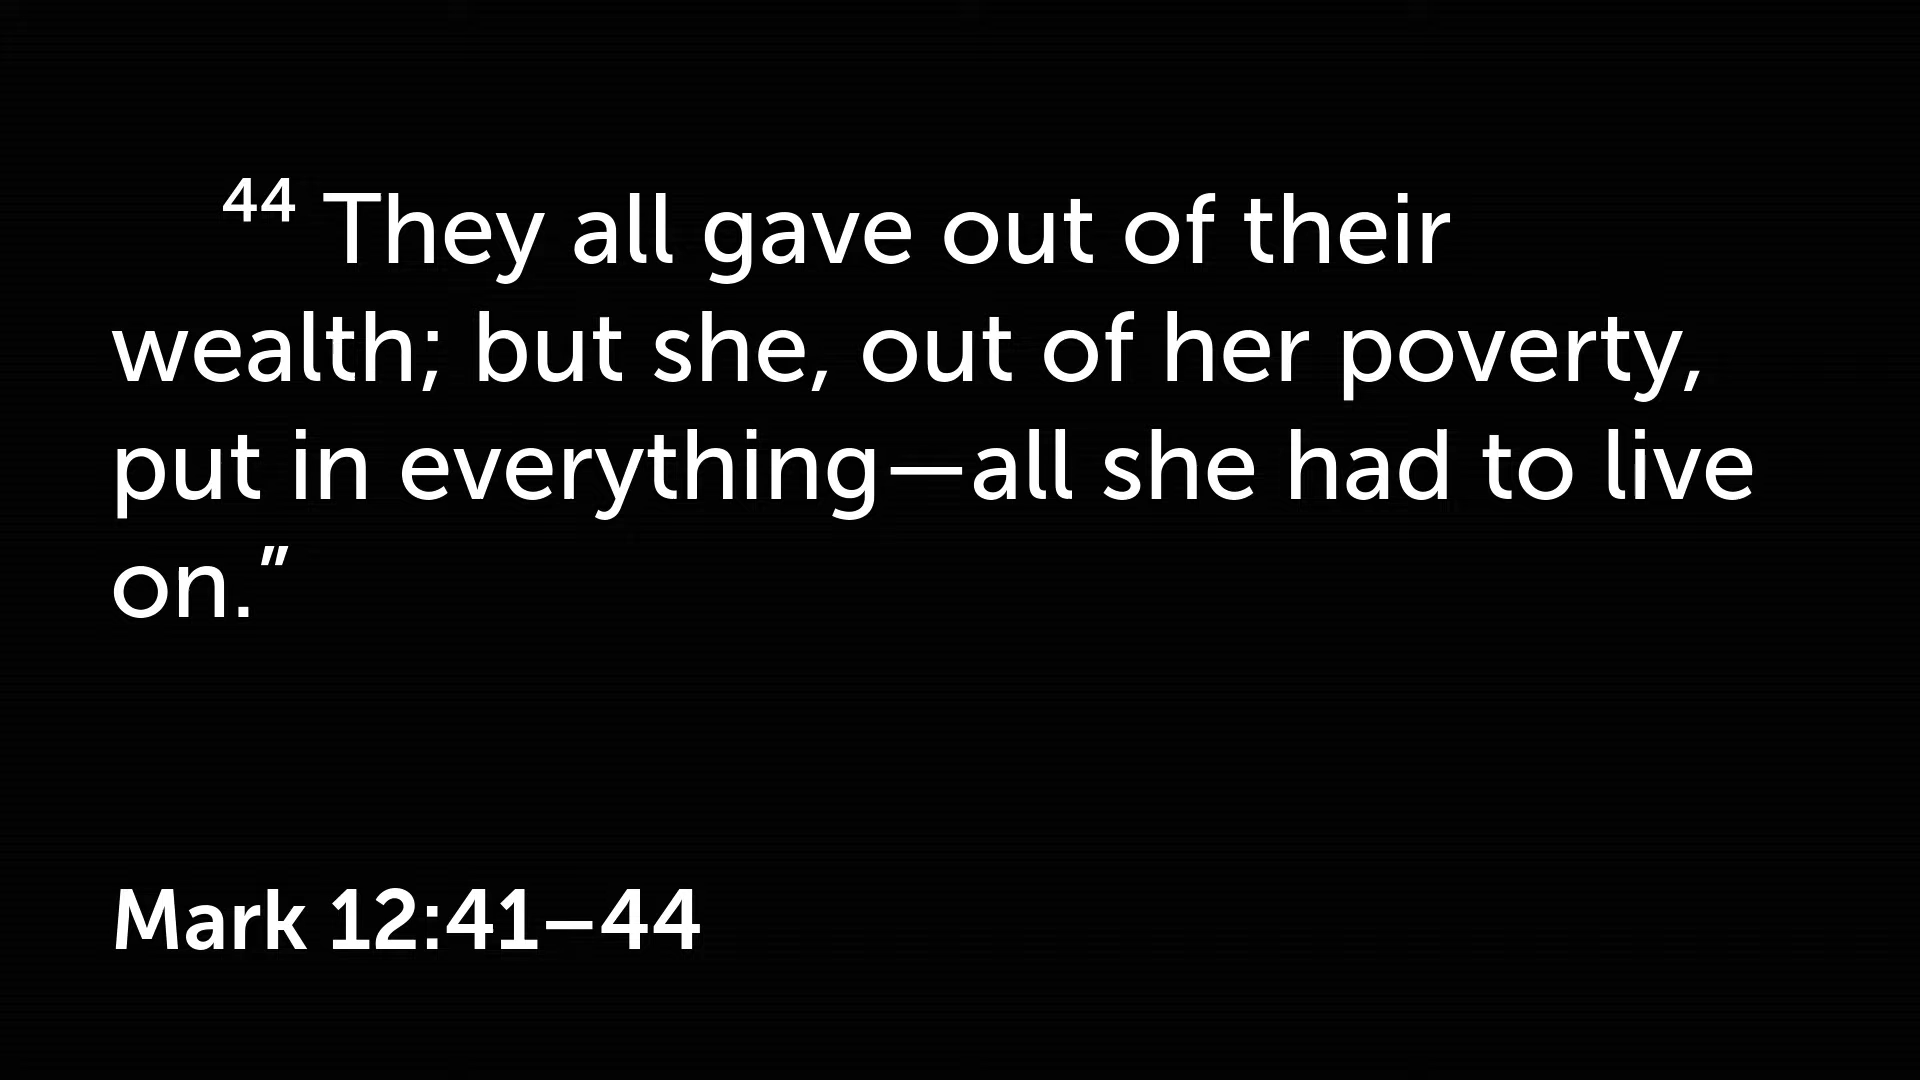 44 They all gave out of their
wealth; but she, out of her poverty,
put in everything—all she had to live
on.”
Mark 12:41–44